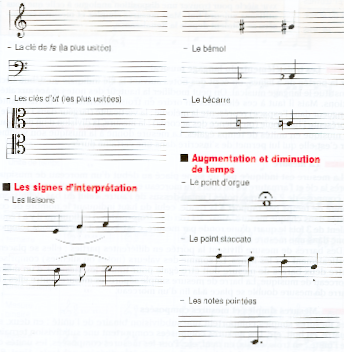 – La clé de fa (la plus usitée)
– Les clés d'ut (les plus usitées)
■ Les signes d'interprétation
– Les liaisons
– Le bémol
– Le bécarre
■ Augmentation et diminution
de temps
– Le point d'orgue
– Le point staccato
– Les notes pointées